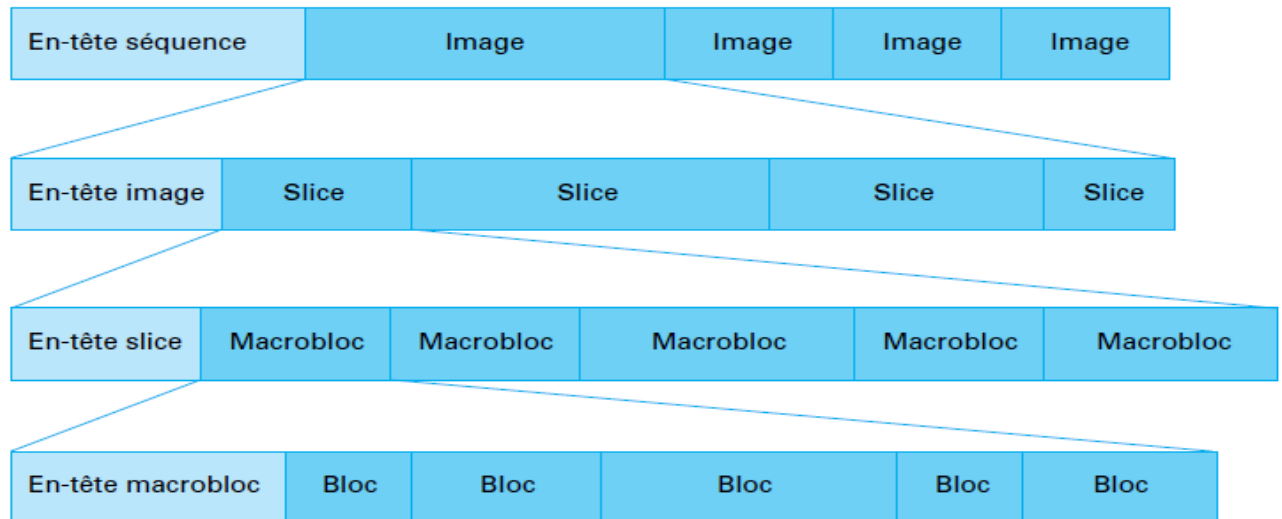 En-tête séquence Image Image Image Image
En-tête image Slice Slice Slice Slice
En-tête slice Macrobloc Macrobloc Macrobloc Macrobloc Macrobloc
En-tête macrobloc Bloc Bloc Bloc Bloc Bloc